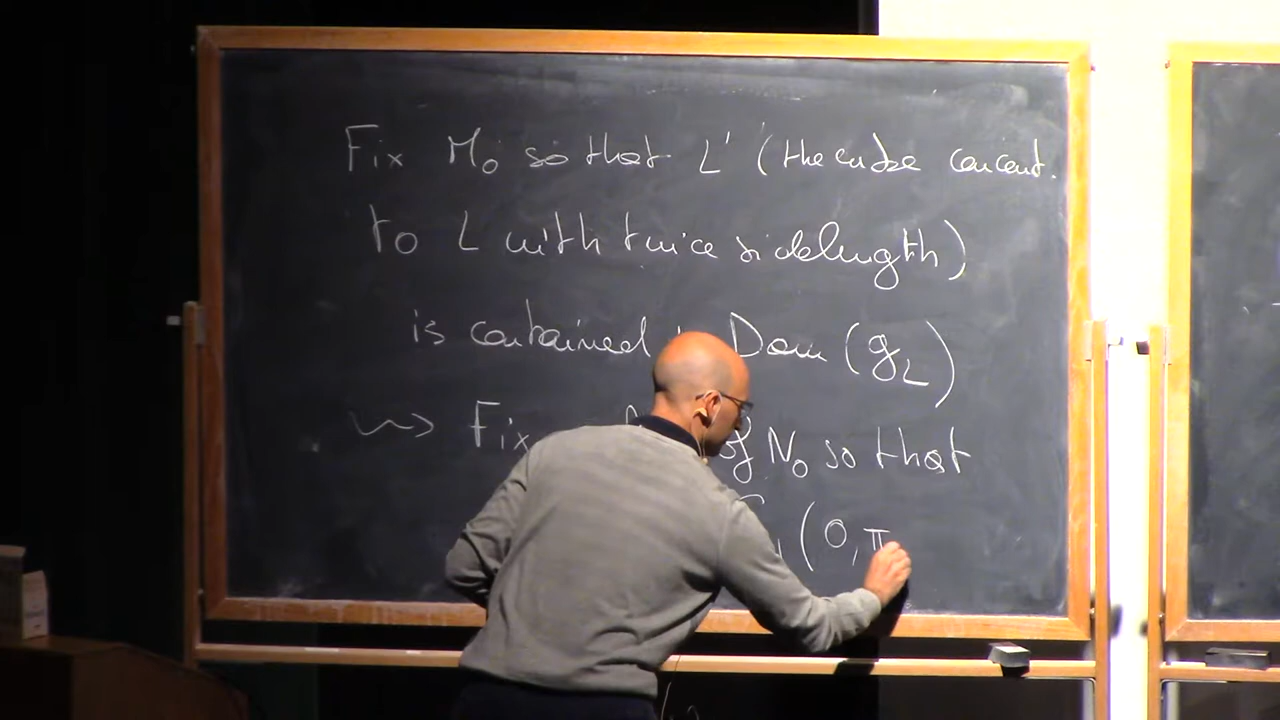 Fix M₀ so that L' (the cube concent.
to L with twice sidelength)
is contained Dom (g_L)
⇝ Fix of N₀ so that
(0, π